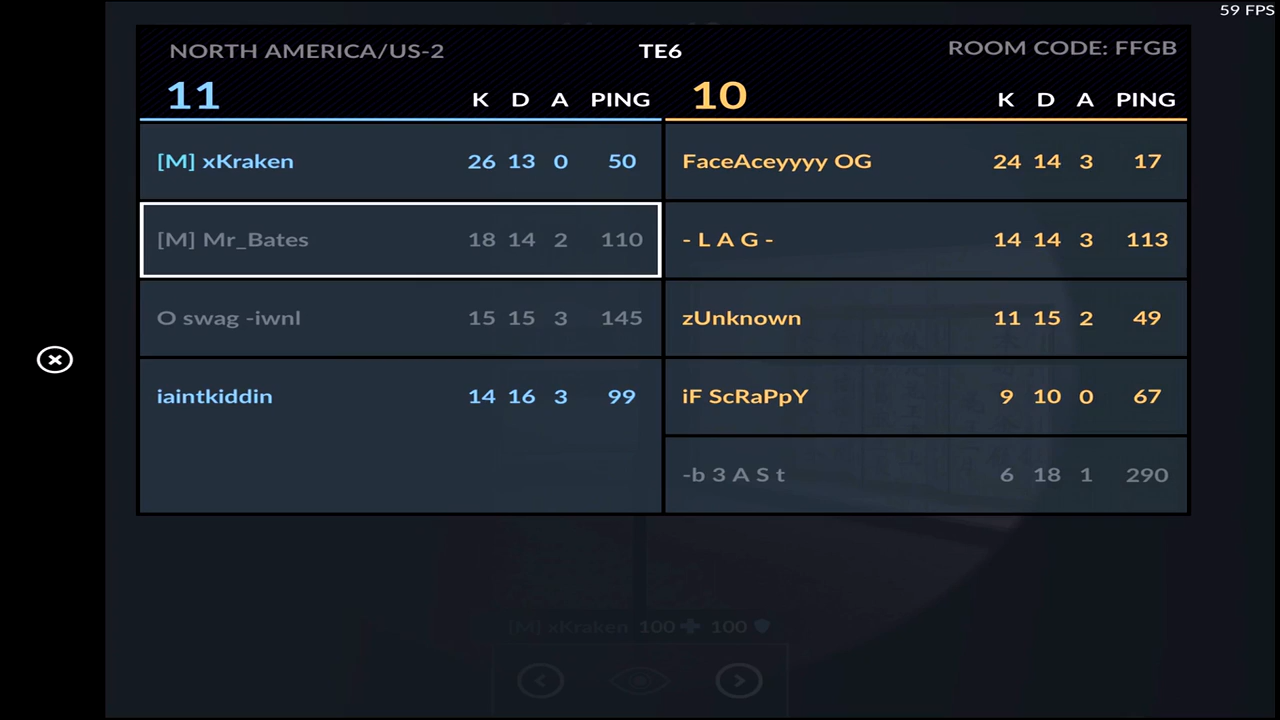 59 FPS
NORTH AMERICA/US-2 TE6 ROOM CODE: FFGB
11 K D A PING 10 K D A PING
[M] xKraken 26 13 0 50 FaceAceyyyy OG 24 14 3 17
[M] Mr_Bates 18 14 2 110 - L A G - 14 14 3 113
O swag -iwnl 15 15 3 145 zUnknown 11 15 2 49
iaintkiddin 14 16 3 99 iF ScRaPpY 9 10 0 67
-b 3 A S t 6 18 1 290
[M] xKraken 100 100